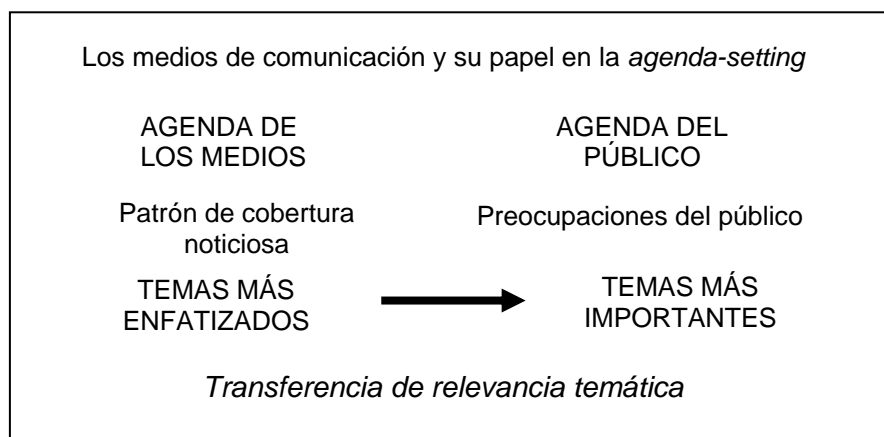 Los medios de comunicación y su papel en la agenda-setting
AGENDA DE
LOS MEDIOS
AGENDA DEL
PÚBLICO
Patrón de cobertura
noticiosa
Preocupaciones del público
TEMAS MÁS
ENFATIZADOS
TEMAS MÁS
IMPORTANTES
Transferencia de relevancia temática